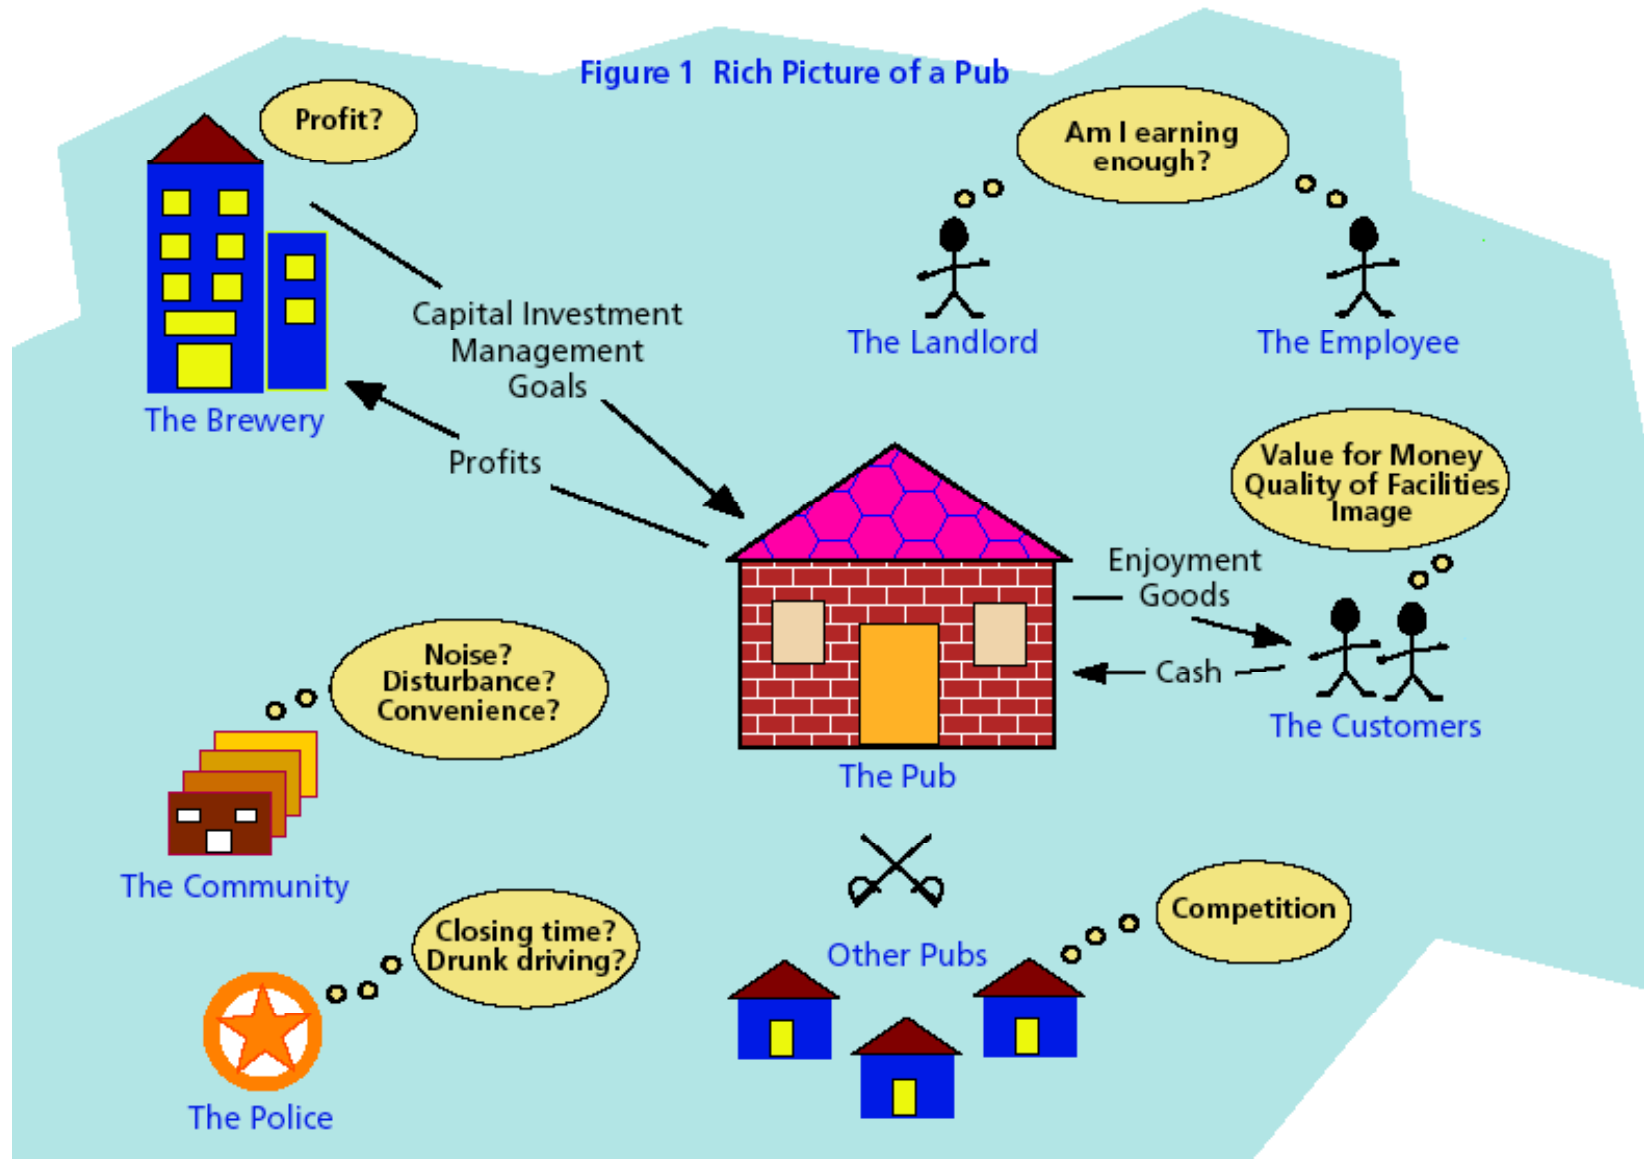 Figure 1 Rich Picture of a Pub
Profit?
Am I earning
enough?
The Landlord
The Employee
Capital Investment
Management
Goals
The Brewery
Profits
Value for Money
Quality of Facilities
Image
Enjoyment
Goods
Cash
The Customers
Noise?
Disturbance?
Convenience?
The Pub
The Community
Closing time?
Drunk driving?
Competition
Other Pubs
The Police